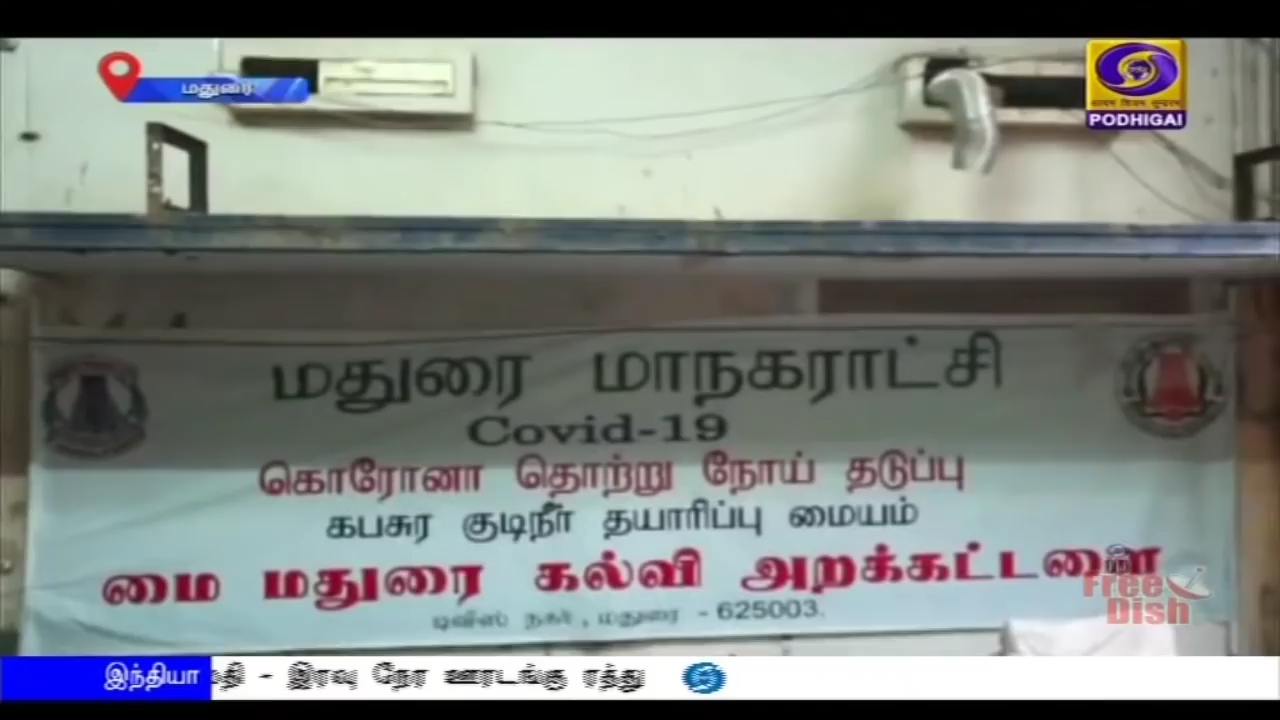 மதுரை
PODHIGAI
மதுரை மாநகராட்சி
Covid-19
கொரோனா தொற்று நோய் தடுப்பு
கபசுர குடிநீர் தயாரிப்பு மையம்
மை மதுரை கல்வி அறக்கட்டளை
டிவிஸ் நகர், மதுரை - 625003.
Free Dish
இந்தியா
தி - இரவு நேர ஊரடங்கு ரத்து